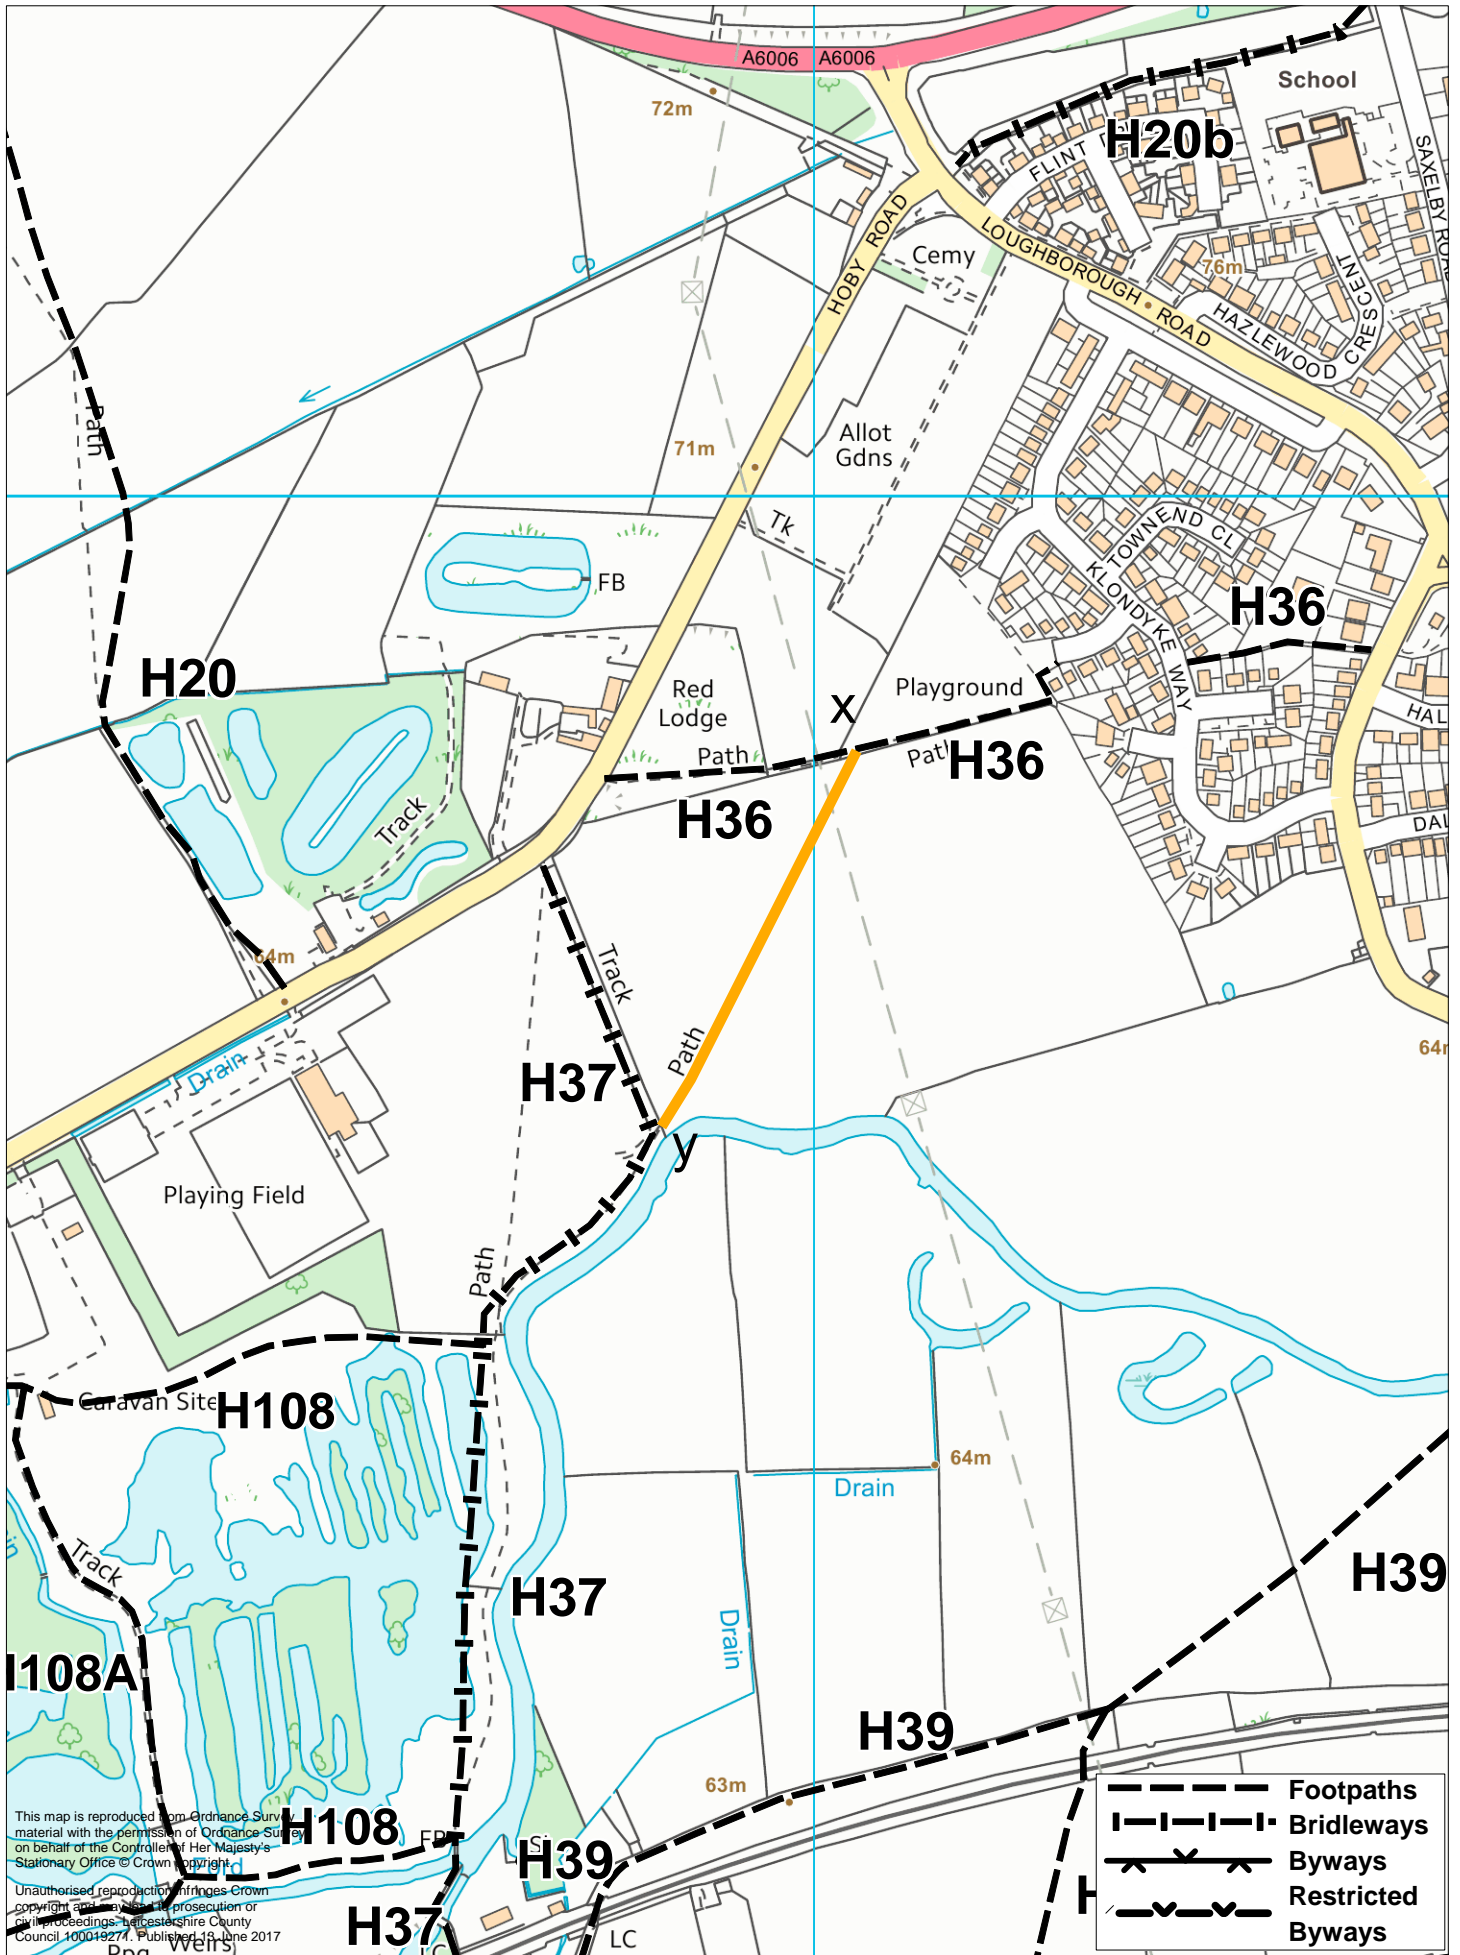 A6006
A6006
72m
School
H20b
FLINT
SAXELBY ROAD
HOBY ROAD
Cemy
LOUGHBOROUGH ROAD
76m
HAZLEWOOD CRESCENT
Path
71m
Allot
Gdns
Tk
TOWNEND CL
KLONDYKE WAY
FB
H36
H20
Red
Lodge
x
Playground
Path
Path
H36
H36
HAL
DAL
Track
64m
Track
Path
64m
Drain
H37
y
Playing Field
Path
Caravan Site
H108
64m
Drain
Track
H37
H39
Drain
H108A
H39
63m
This map is reproduced from Ordnance Survey
material with the permission of Ordnance Survey
on behalf of the Controller of Her Majesty's
Stationary Office © Crown copyright.
Unauthorised reproduction infringes Crown
copyright and may lead to prosecution or
civil proceedings. Leicestershire County
Council 100019271. Published 13 June 2017
H108
FB
Ford
H39
H37
Weirs
LC
LC
Footpaths
Bridleways
Byways
Restricted
Byways